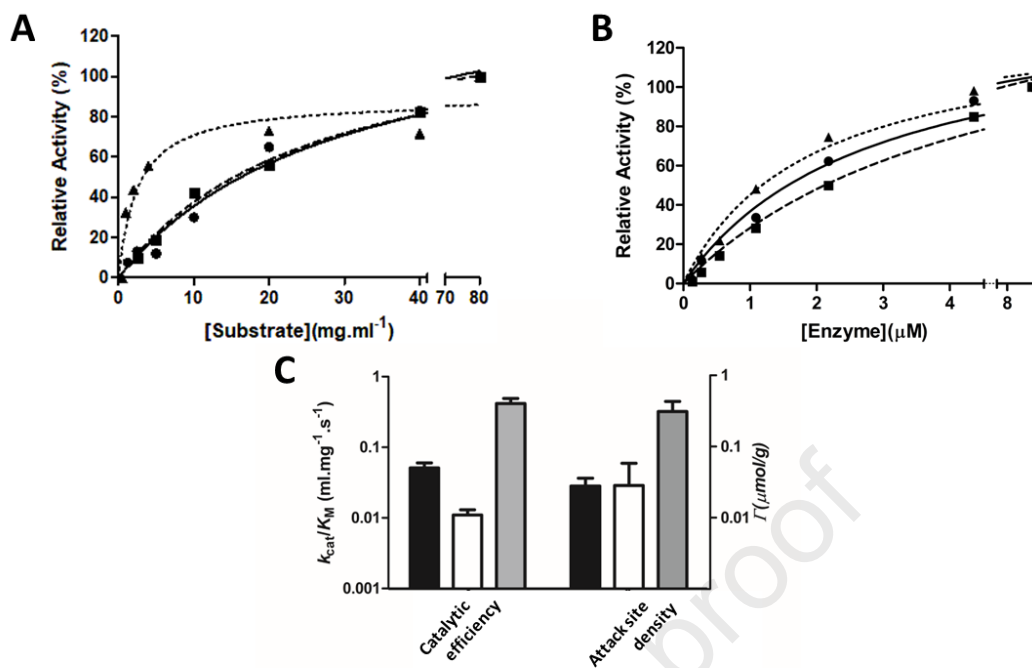 A
Relative Activity (%)
120
100
80
60
40
20
0
0 10 20 30 40 70 80
[Substrate](mg.ml⁻¹)
B
Relative Activity (%)
120
100
80
60
40
20
0
0 1 2 3 4 8
[Enzyme](µM)
C
k_cat/K_M (ml.mg⁻¹.s⁻¹)
1
0.1
0.01
0.001
1
0.1
0.01
Γ(µmol/g)
Catalytic
efficiency
Attack site
density
proof